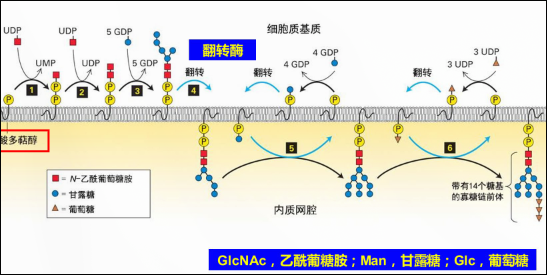 细胞质基质
UDP
UDP
5 GDP
翻转酶
4 GDP
3 UDP
UMP
UDP
5 GDP
翻转
翻转
4 GDP
翻转
3 UDP
1
2
3
4
P
P
P
P
P
P
P
P
P
P
P
酸多萜醇
P
P
P
P
P
P
P
5
6
= N-乙酰葡萄糖胺
= 甘露糖
= 葡萄糖
内质网腔
带有14个糖基
的寡糖链前体
GlcNAc,乙酰葡糖胺;Man,甘露糖;Glc,葡萄糖